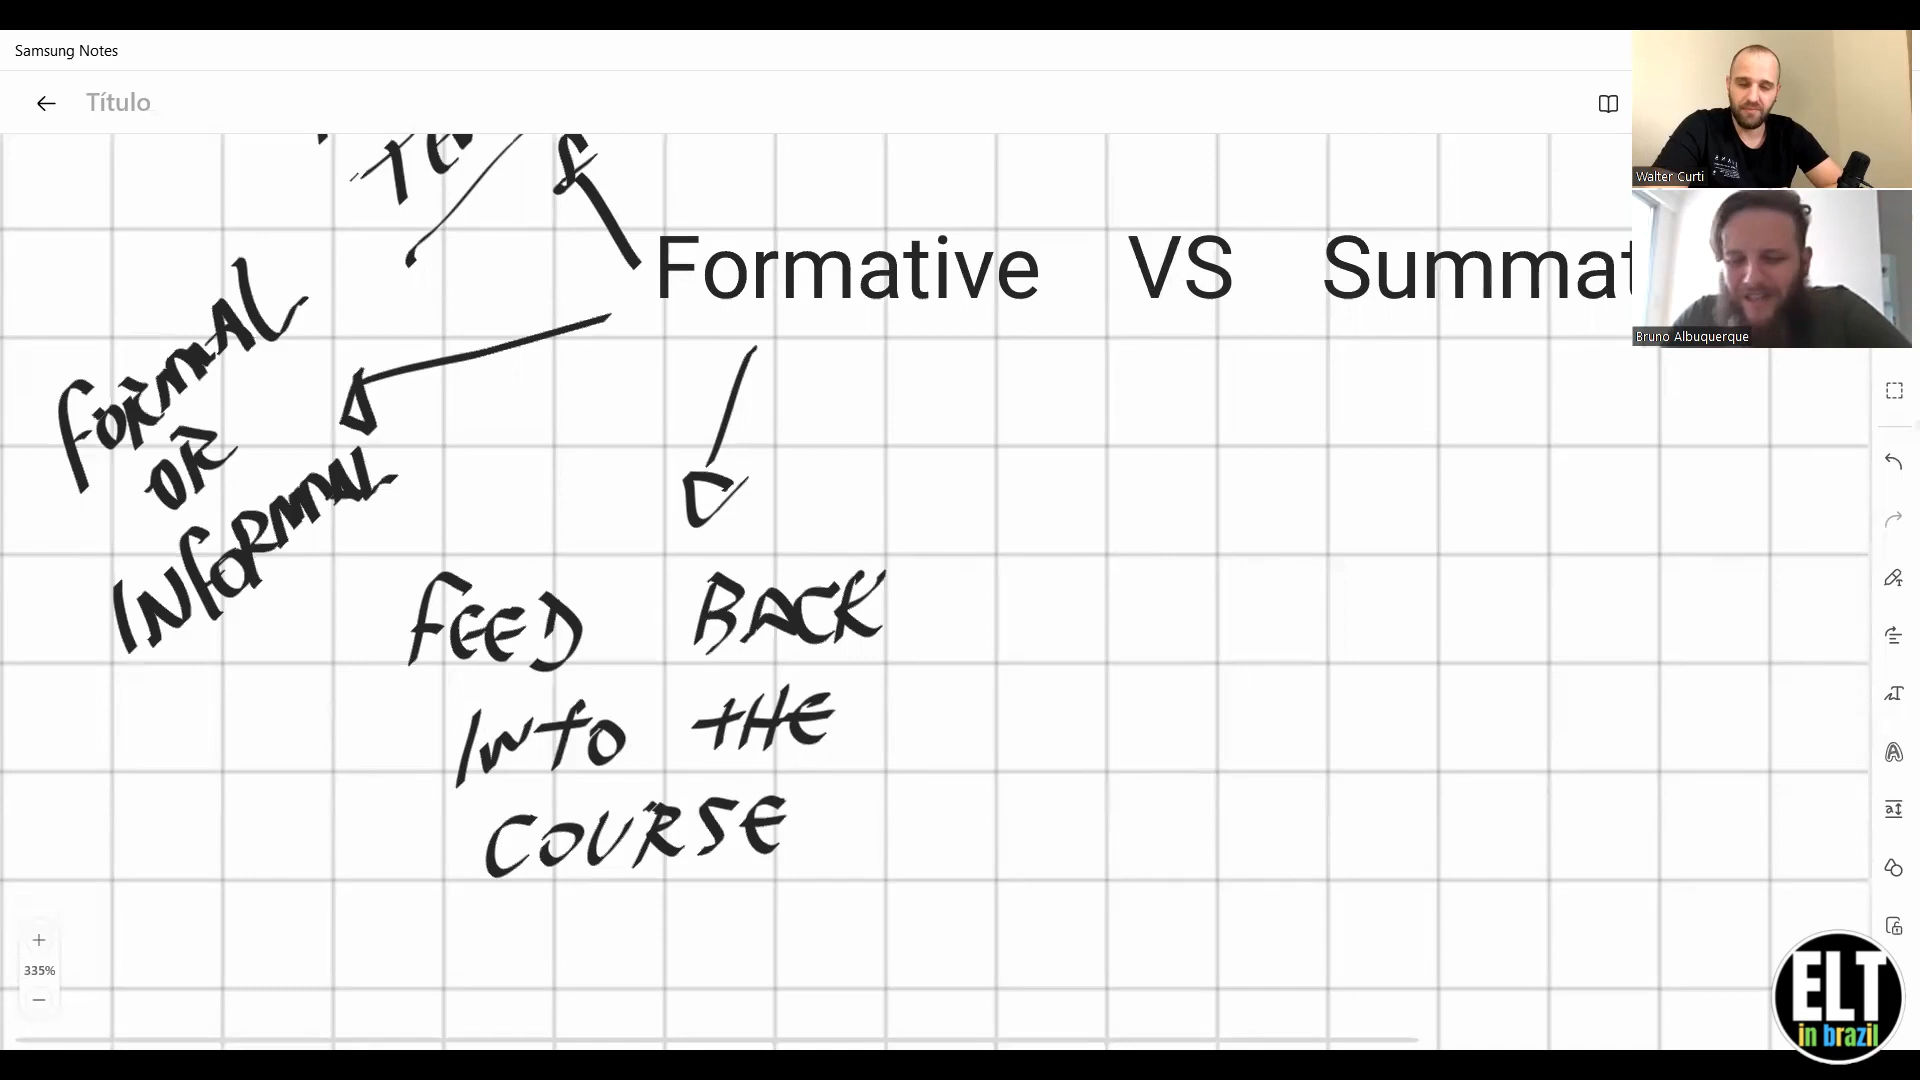 Samsung Notes
Título
Walter Curti
Formative VS Summat
Bruno Albuquerque
FORMAL
OR
INFORMAL
FEED BACK
INTO THE
COURSE
335%
ELT
in brazil